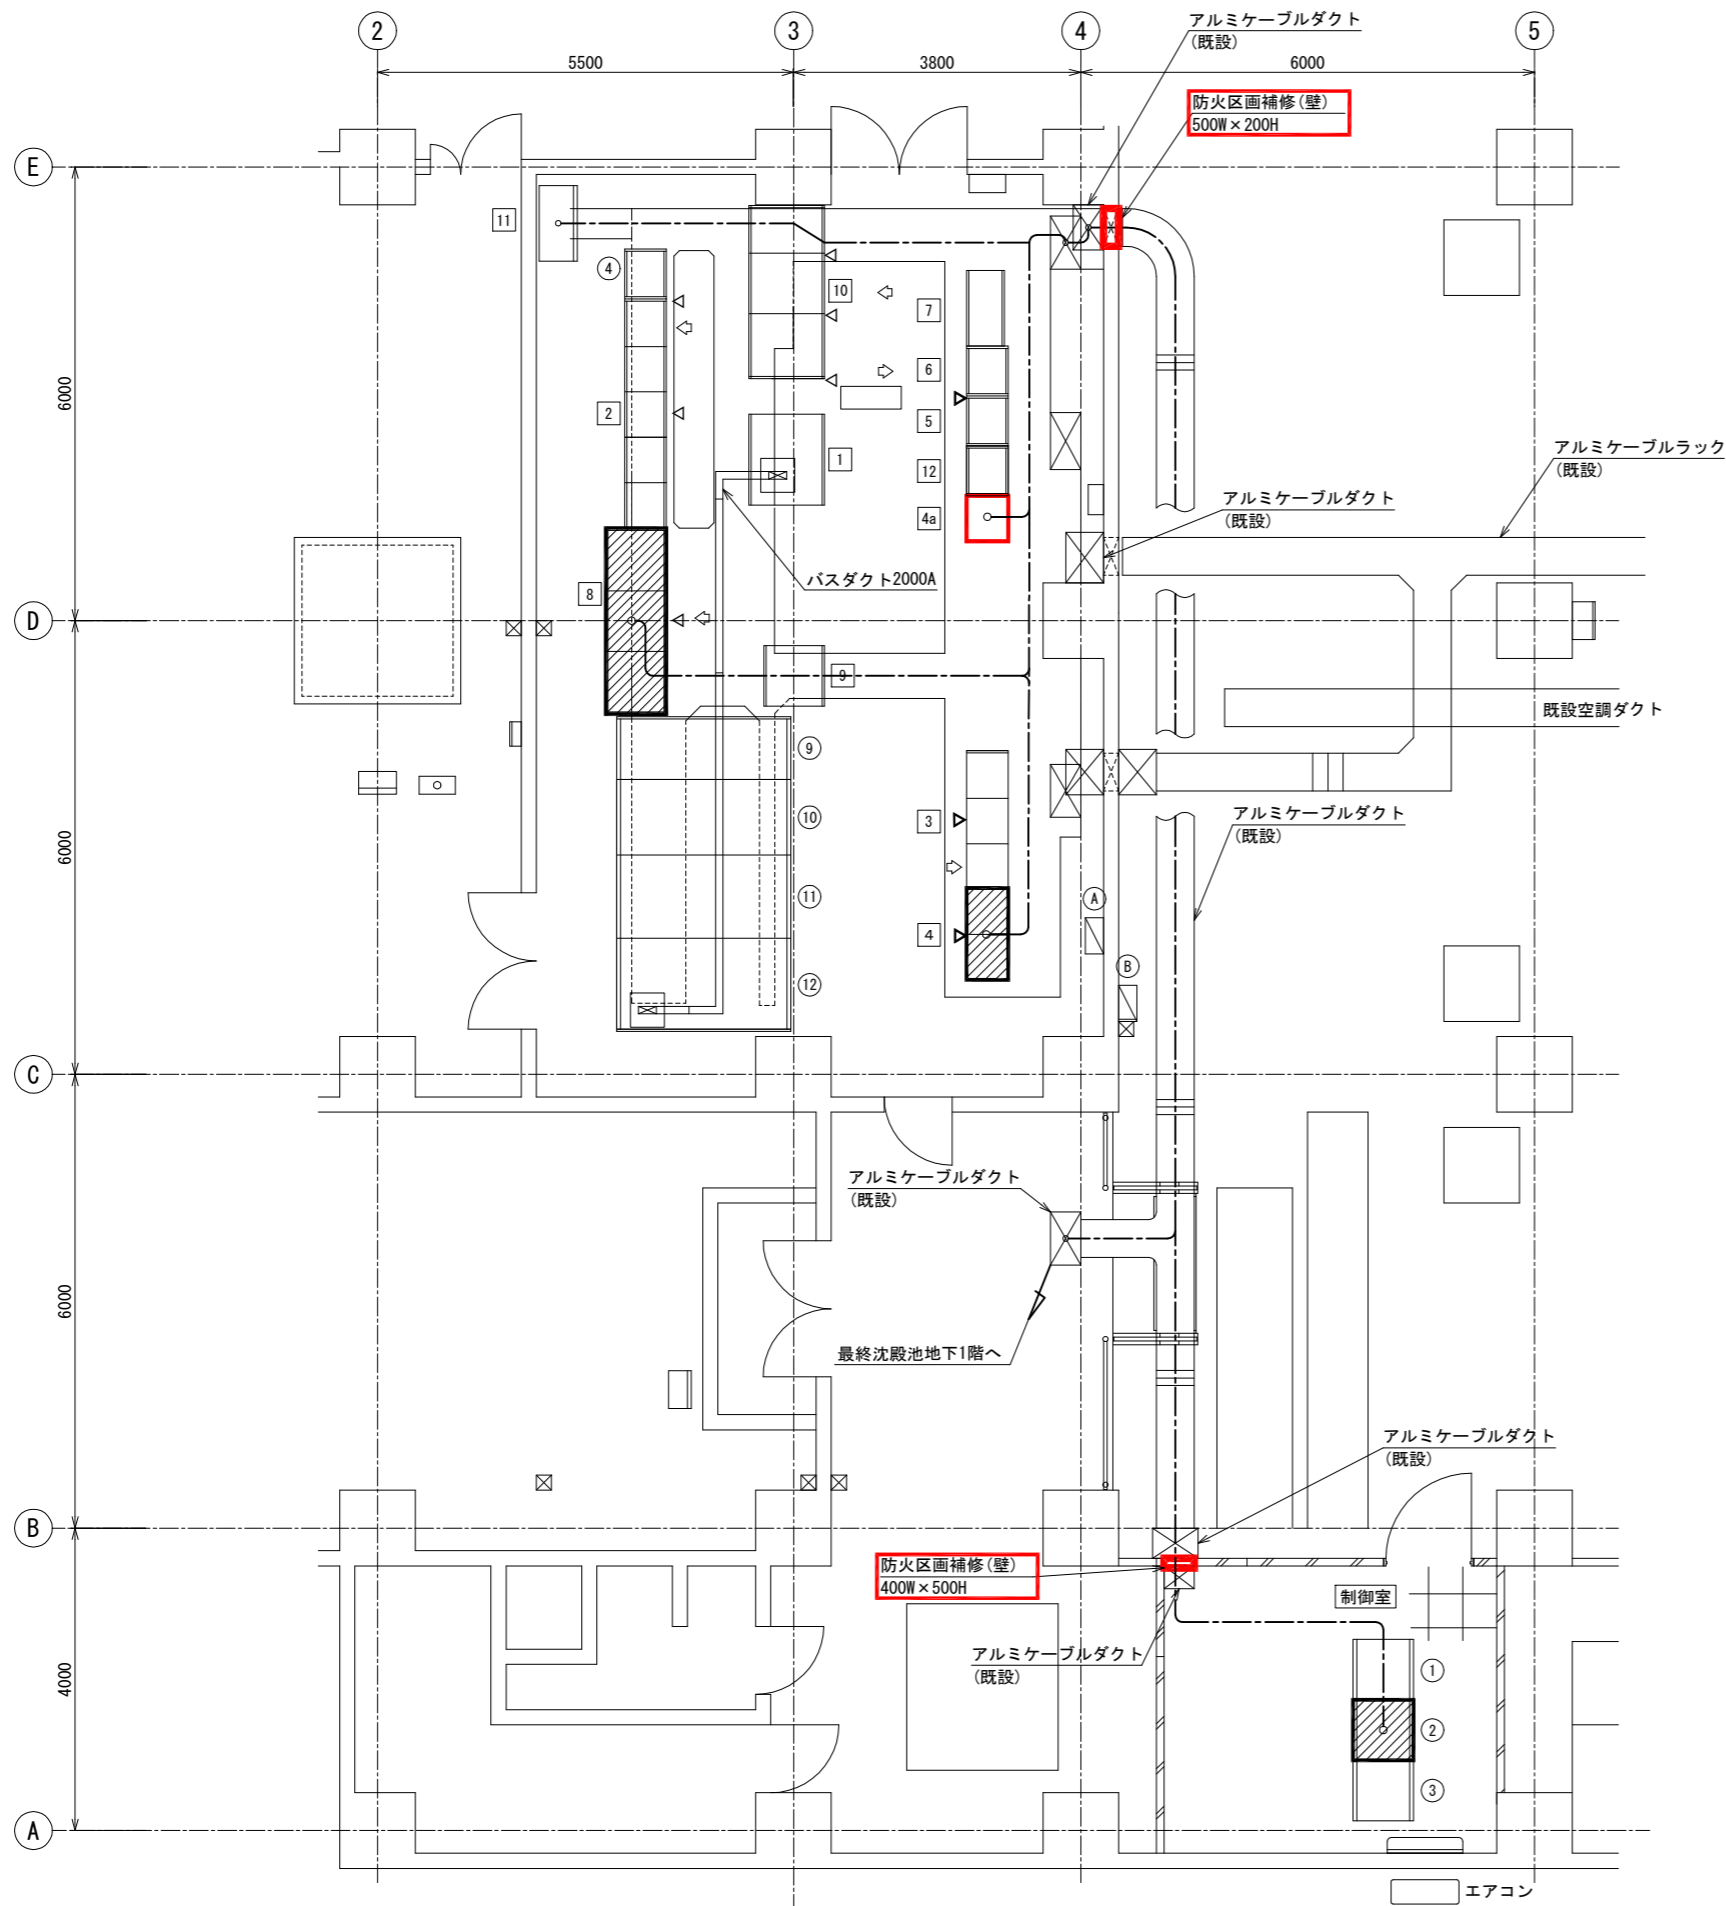 2
3
4
5
5500
3800
6000
アルミケーブルダクト
(既設)
防火区画補修(壁)
500W×200H
E
11
4
10
7
6
2
5
1
12
4a
6000
アルミケーブルラック
(既設)
アルミケーブルダクト
(既設)
バスダクト2000A
8
D
9
既設空調ダクト
9
10
3
アルミケーブルダクト
(既設)
6000
11
A
4
B
12
C
アルミケーブルダクト
(既設)
6000
最終沈殿池地下1階へ
アルミケーブルダクト
(既設)
B
防火区画補修(壁)
400W×500H
制御室
アルミケーブルダクト
(既設)
4000
1
2
3
A
エアコン